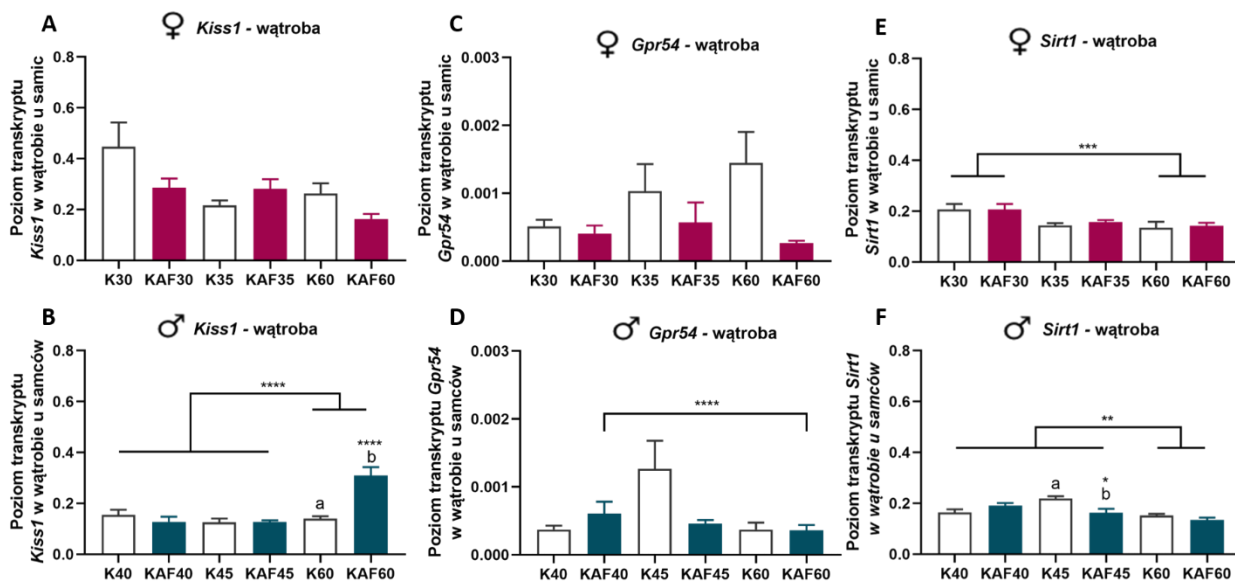 A
♀ Kiss1 - wątroba
Poziom transkryptu
Kiss1 w wątrobie u samic
0.8
0.6
0.4
0.2
0.0
K30 KAF30 K35 KAF35 K60 KAF60
C
♀ Gpr54 - wątroba
Poziom transkryptu
Gpr54 w wątrobie u samic
0.003
0.002
0.001
0.000
K30 KAF30 K35 KAF35 K60 KAF60
E
♀ Sirt1 - wątroba
Poziom transkryptu
Sirt1 w wątrobie u samic
0.8
0.6
0.4
0.2
0.0
***
K30 KAF30 K35 KAF35 K60 KAF60
B
♂ Kiss1 - wątroba
Poziom transkryptu
Kiss1 w wątrobie u samców
0.8
0.6
0.4
0.2
0.0
****
****
a b
K40 KAF40 K45 KAF45 K60 KAF60
D
♂ Gpr54 - wątroba
Poziom transkryptu Gpr54
w wątrobie u samców
0.003
0.002
0.001
0.000
****
K40 KAF40 K45 KAF45 K60 KAF60
F
♂ Sirt1 - wątroba
Poziom transkryptu Sirt1
w wątrobie u samców
0.8
0.6
0.4
0.2
0.0
**
*
a b
K40 KAF40 K45 KAF45 K60 KAF60